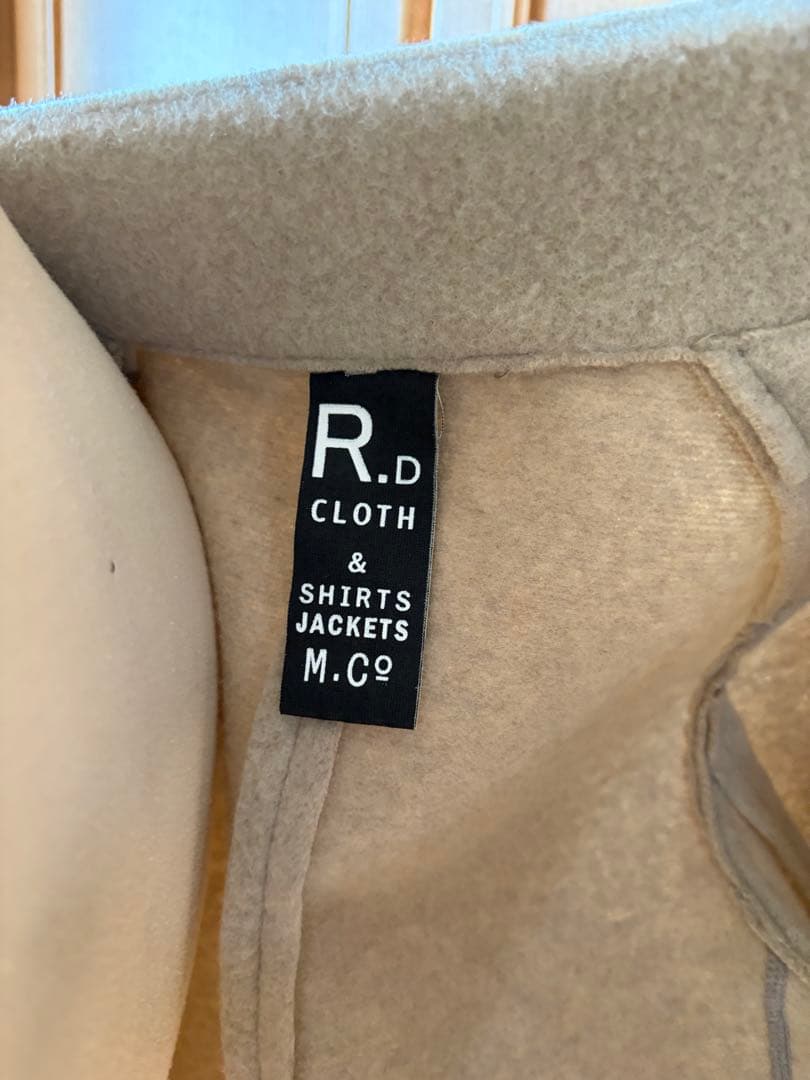 R.D
CLOTH
&
SHIRTS
JACKETS
M.Cº